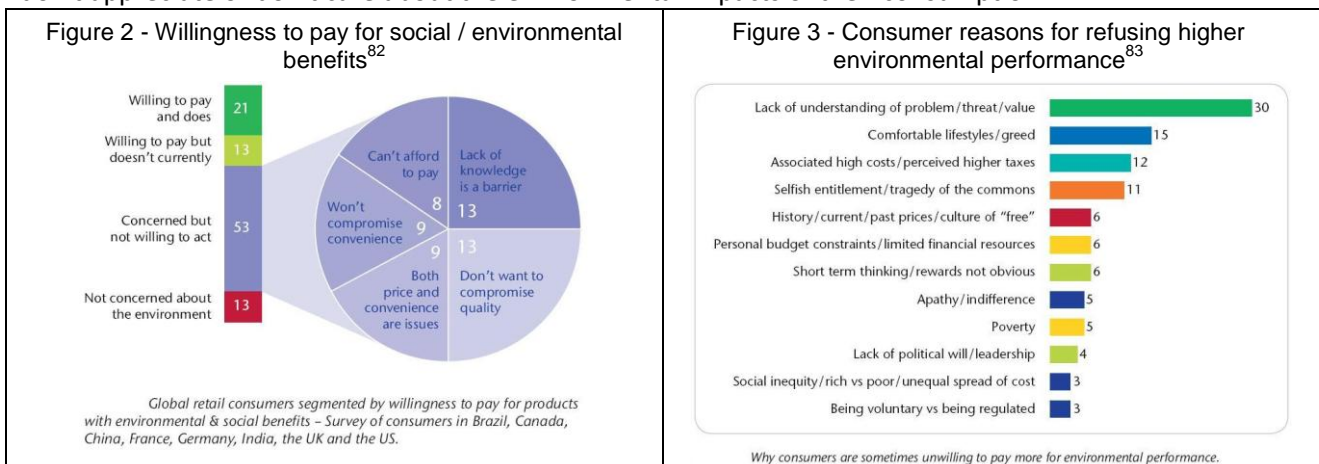 Figure 2 - Willingness to pay for social / environmental
benefits82
Willing to pay
and does
21
Willing to pay but
doesn't currently
13
Concerned but
not willing to act
53
Not concerned about
the environment
13
Can't afford
to pay
8
Lack of
knowledge
is a barrier
13
Won't
compromise
convenience
9
Both
price and
convenience
are issues
9
Don't want to
compromise
quality
13
Global retail consumers segmented by willingness to pay for products
with environmental & social benefits – Survey of consumers in Brazil, Canada,
China, France, Germany, India, the UK and the US.
Figure 3 - Consumer reasons for refusing higher
environmental performance83
Lack of understanding of problem/threat/value 30
Comfortable lifestyles/greed 15
Associated high costs/perceived higher taxes 12
Selfish entitlement/tragedy of the commons 11
History/current/past prices/culture of "free" 6
Personal budget constraints/limited financial resources 6
Short term thinking/rewards not obvious 6
Apathy/indifference 5
Poverty 5
Lack of political will/leadership 4
Social inequity/rich vs poor/unequal spread of cost 3
Being voluntary vs being regulated 3
Why consumers are sometimes unwilling to pay more for environmental performance.